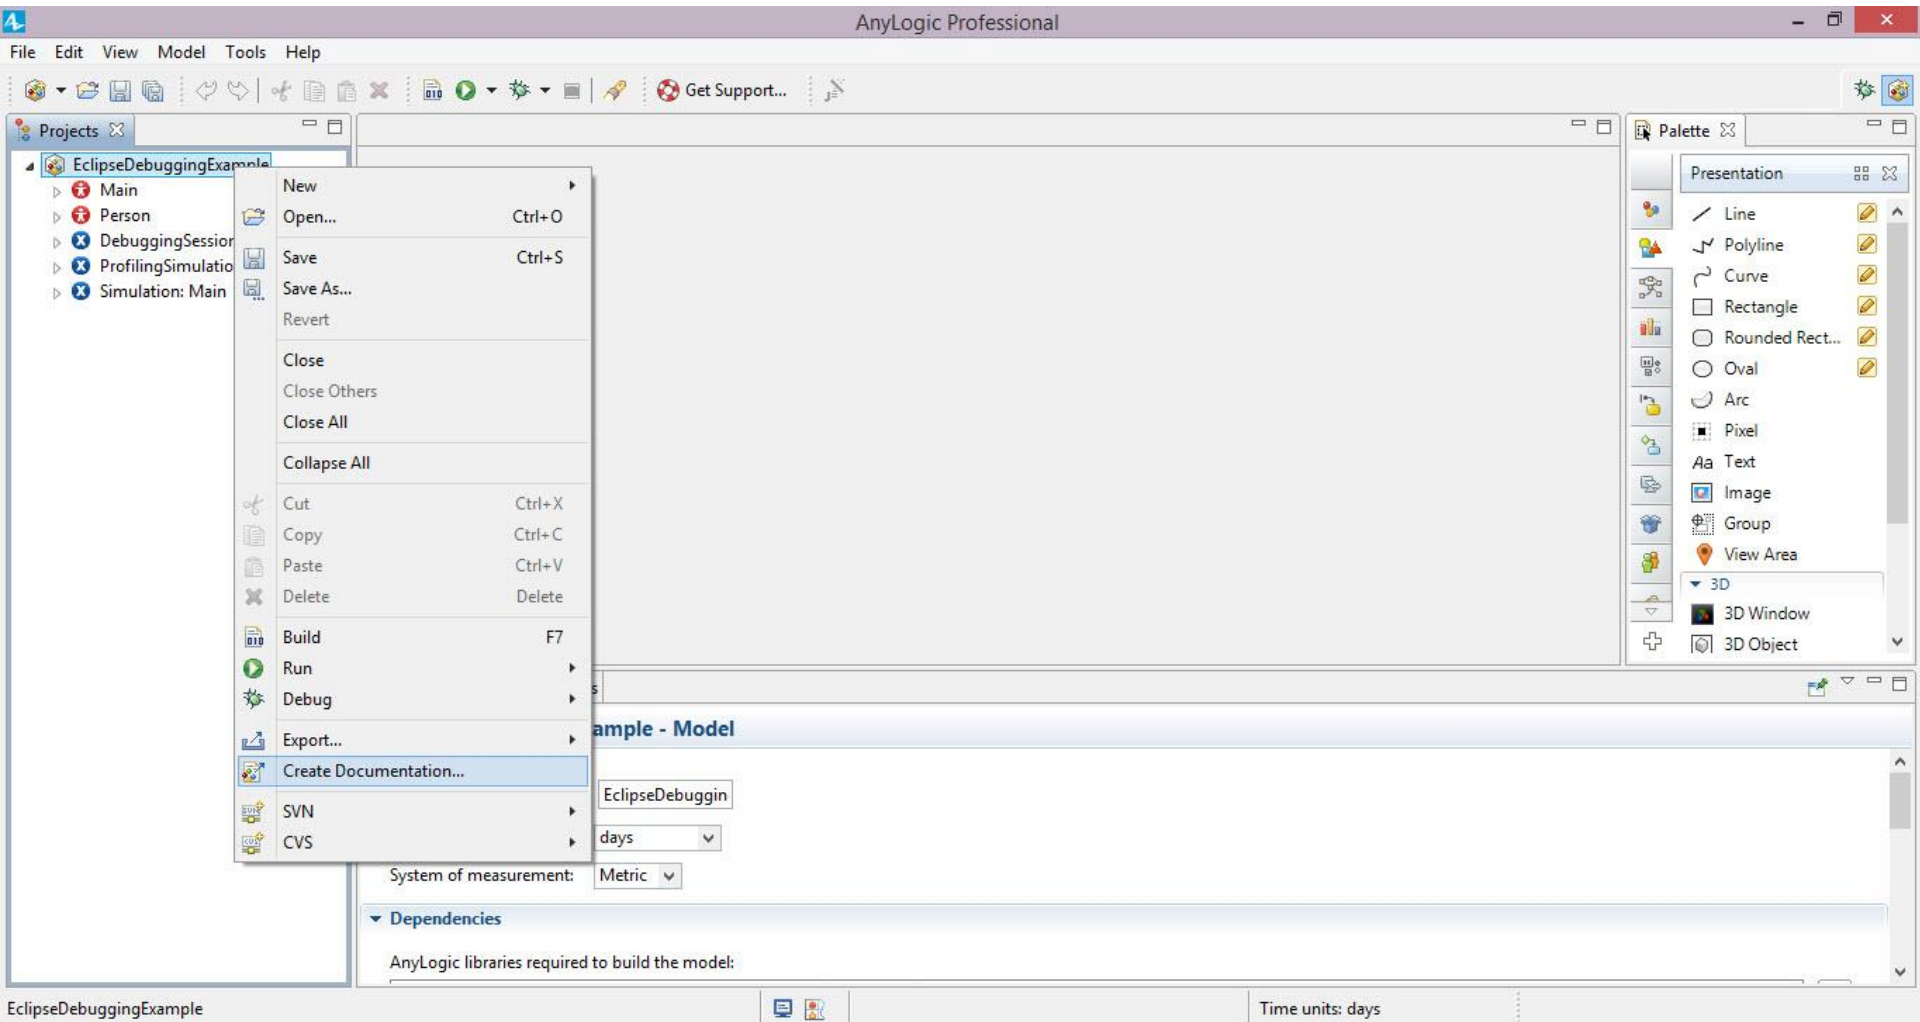 AnyLogic Professional
File Edit View Model Tools Help
Get Support...
Projects
EclipseDebuggingExample
Main
Person
DebuggingSession
ProfilingSimulatio
Simulation: Main
New
Open... Ctrl+O
Save Ctrl+S
Save As...
Revert
Close
Close Others
Close All
Collapse All
Cut Ctrl+X
Copy Ctrl+C
Paste Ctrl+V
Delete Delete
Build F7
Run
Debug
Export...
Create Documentation...
SVN
CVS
ample - Model
EclipseDebuggin
days
System of measurement: Metric
Dependencies
AnyLogic libraries required to build the model:
Palette
Presentation
Line
Polyline
Curve
Rectangle
Rounded Rect...
Oval
Arc
Pixel
Aa Text
Image
Group
View Area
3D
3D Window
3D Object
EclipseDebuggingExample
Time units: days